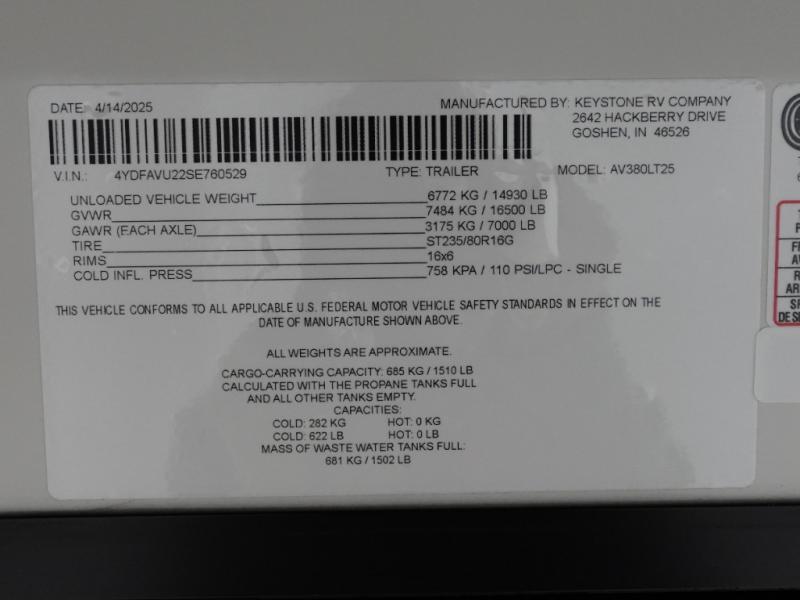 DATE: 4/14/2025
MANUFACTURED BY: KEYSTONE RV COMPANY
2642 HACKBERRY DRIVE
GOSHEN, IN 46526
V.I.N.: 4YDFAVU22SE760529 TYPE: TRAILER MODEL: AV380LT25
UNLOADED VEHICLE WEIGHT 6772 KG / 14930 LB
GVWR 7484 KG / 16500 LB
GAWR (EACH AXLE) 3175 KG / 7000 LB
TIRE ST235/80R16G
RIMS 16x6
COLD INFL. PRESS 758 KPA / 110 PSI/LPC - SINGLE
THIS VEHICLE CONFORMS TO ALL APPLICABLE U.S. FEDERAL MOTOR VEHICLE SAFETY STANDARDS IN EFFECT ON THE
DATE OF MANUFACTURE SHOWN ABOVE.
ALL WEIGHTS ARE APPROXIMATE.
CARGO-CARRYING CAPACITY: 685 KG / 1510 LB
CALCULATED WITH THE PROPANE TANKS FULL
AND ALL OTHER TANKS EMPTY.
CAPACITIES:
COLD: 282 KG HOT: 0 KG
COLD: 622 LB HOT: 0 LB
MASS OF WASTE WATER TANKS FULL:
681 KG / 1502 LB